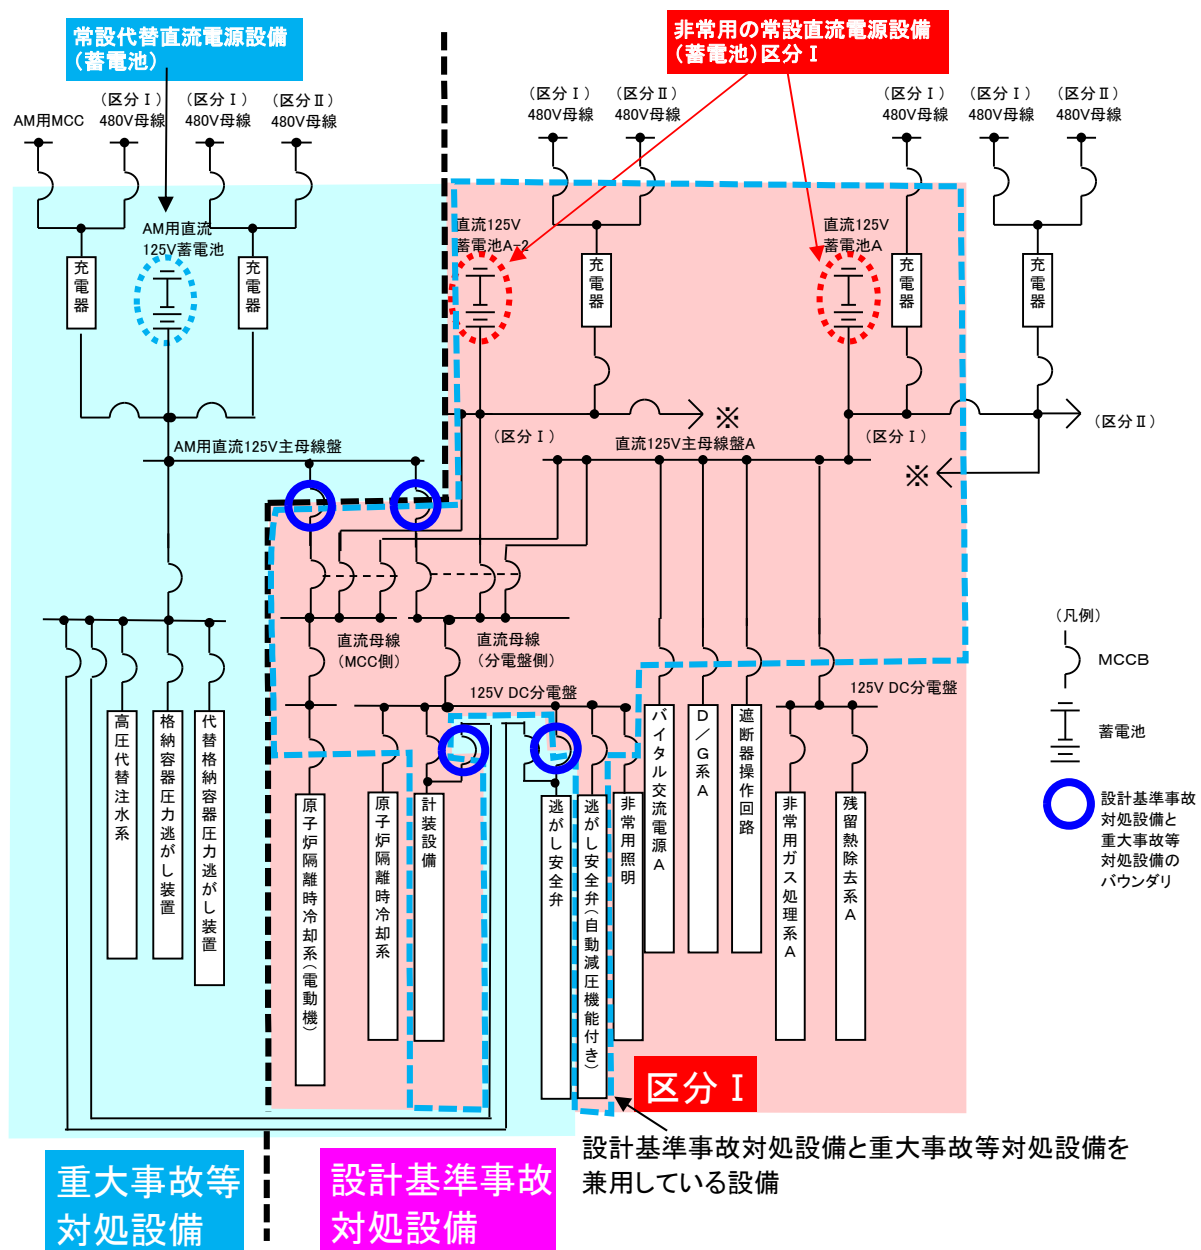 常設代替直流電源設備
(蓄電池)
非常用の常設直流電源設備
(蓄電池)区分Ⅰ
AM用MCC
(区分Ⅰ)
480V母線
(区分Ⅰ)
480V母線
(区分Ⅱ)
480V母線
(区分Ⅰ)
480V母線
(区分Ⅱ)
480V母線
(区分Ⅰ)
480V母線
(区分Ⅰ)
480V母線
(区分Ⅱ)
480V母線
AM用直流
125V蓄電池
直流125V
蓄電池A-2
直流125V
蓄電池A
充電器
充電器
充電器
充電器
充電器
※
(区分Ⅱ)
AM用直流125V主母線盤
(区分Ⅰ)
直流125V主母線盤A
(区分Ⅰ)
※
直流母線
(MCC側)
直流母線
(分電盤側)
125V DC分電盤
125V DC分電盤
高圧代替注水系
格納容器圧力逃がし装置
代替格納容器圧力逃がし装置
原子炉隔離時冷却系(電動機)
原子炉隔離時冷却系
計装設備
逃がし安全弁
逃がし安全弁(自動減圧機能付き)
非常用照明
バイタル交流電源A
D/G系A
遮断器操作回路
非常用ガス処理系A
残留熱除去系A
(凡例)
MCCB
蓄電池
設計基準事故
対処設備と
重大事故等
対処設備の
バウンダリ
区分Ⅰ
設計基準事故対処設備と重大事故等対処設備を
兼用している設備
重大事故等
対処設備
設計基準事故
対処設備